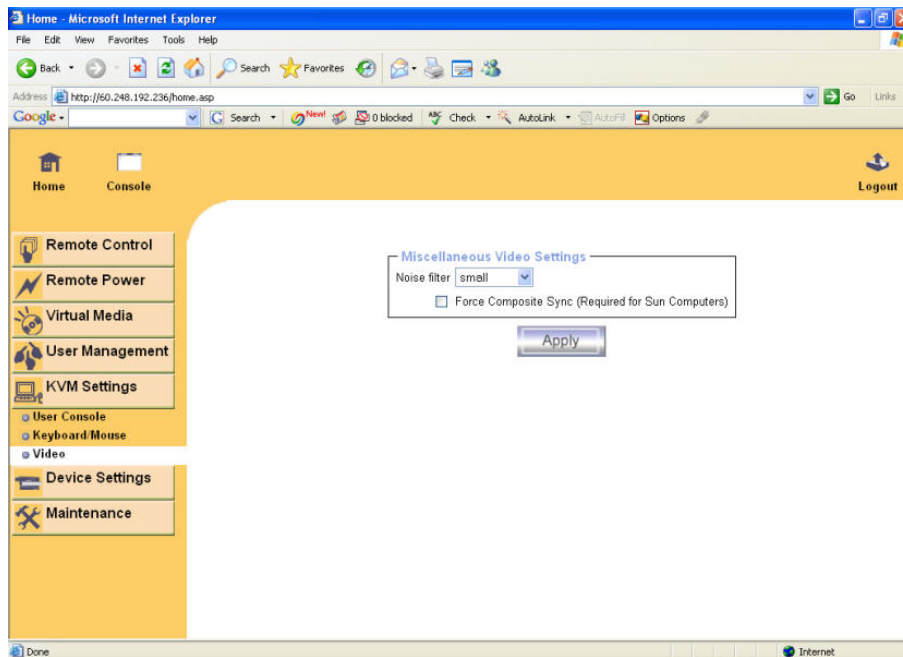 Home - Microsoft Internet Explorer
File Edit View Favorites Tools Help
Back Search Favorites
Address http://60.248.192.236/home.asp Go Links
Google Search New! 0 blocked Check AutoLink AutoFill Options
Home Console Logout
Remote Control
Remote Power
Virtual Media
User Management
KVM Settings
User Console
Keyboard/Mouse
Video
Device Settings
Maintenance
Miscellaneous Video Settings
Noise filter small
Force Composite Sync (Required for Sun Computers)
Apply
Done Internet